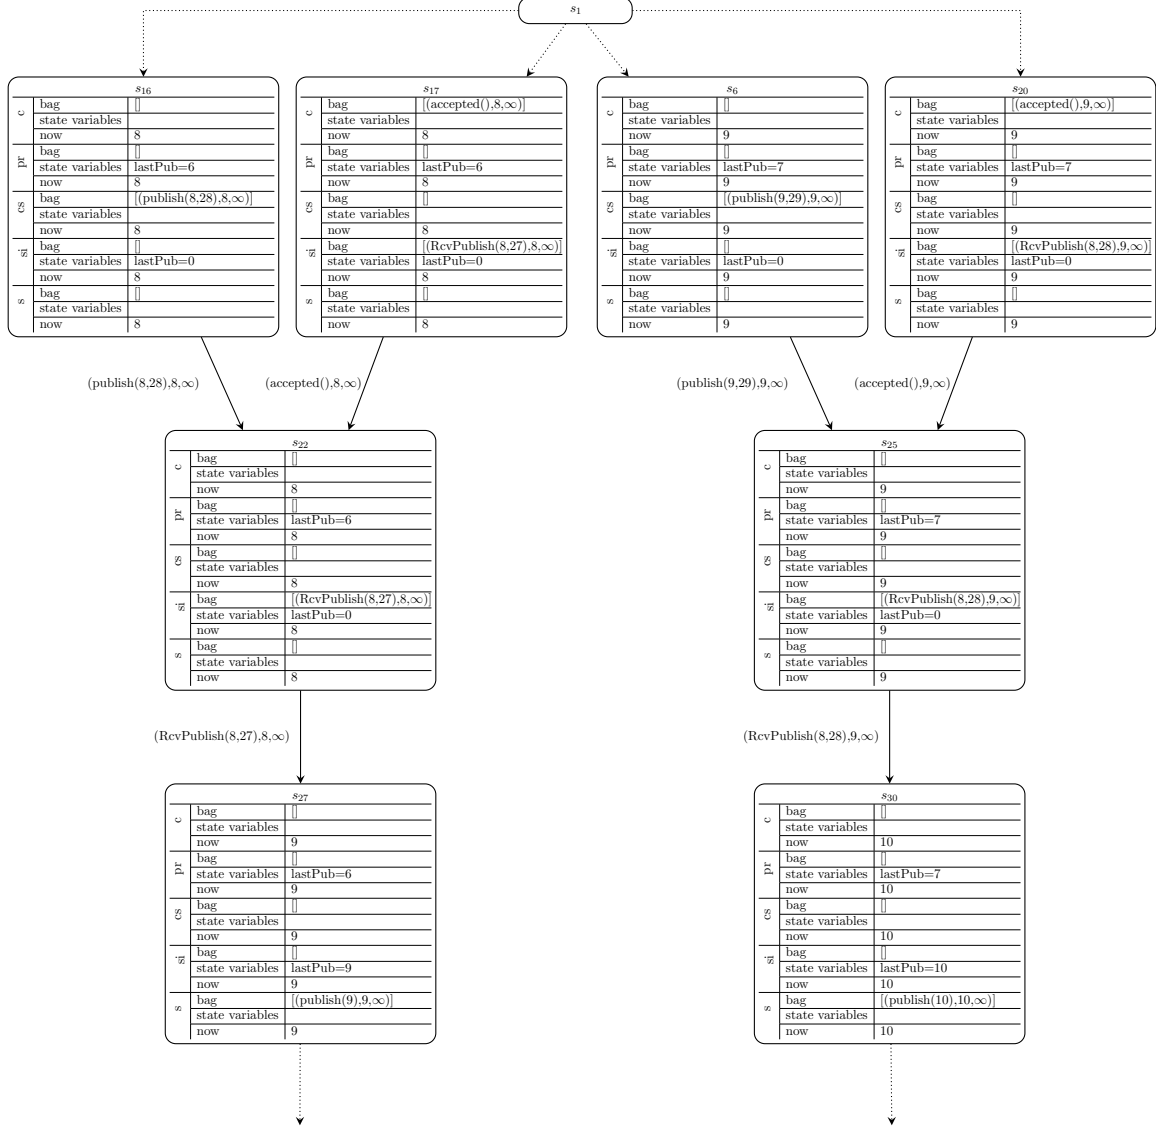 s1
s16
c
bag []
state variables
now 8
pr
bag []
state variables lastPub=6
now 8
cs
bag [(publish(8,28),8,∞)]
state variables
now 8
si
bag []
state variables lastPub=0
now 8
s
bag []
state variables
now 8
s17
c
bag [(accepted(),8,∞)]
state variables
now 8
pr
bag []
state variables lastPub=6
now 8
cs
bag []
state variables
now 8
si
bag [(RcvPublish(8,27),8,∞)]
state variables lastPub=0
now 8
s
bag []
state variables
now 8
s6
c
bag []
state variables
now 9
pr
bag []
state variables lastPub=7
now 9
cs
bag [(publish(9,29),9,∞)]
state variables
now 9
si
bag []
state variables lastPub=0
now 9
s
bag []
state variables
now 9
s20
c
bag [(accepted(),9,∞)]
state variables
now 9
pr
bag []
state variables lastPub=7
now 9
cs
bag []
state variables
now 9
si
bag [(RcvPublish(8,28),9,∞)]
state variables lastPub=0
now 9
s
bag []
state variables
now 9
(publish(8,28),8,∞)
(accepted(),8,∞)
(publish(9,29),9,∞)
(accepted(),9,∞)
s22
c
bag []
state variables
now 8
pr
bag []
state variables lastPub=6
now 8
cs
bag []
state variables
now 8
si
bag [(RcvPublish(8,27),8,∞)]
state variables lastPub=0
now 8
s
bag []
state variables
now 8
s25
c
bag []
state variables
now 9
pr
bag []
state variables lastPub=7
now 9
cs
bag []
state variables
now 9
si
bag [(RcvPublish(8,28),9,∞)]
state variables lastPub=0
now 9
s
bag []
state variables
now 9
(RcvPublish(8,27),8,∞)
(RcvPublish(8,28),9,∞)
s27
c
bag []
state variables
now 9
pr
bag []
state variables lastPub=6
now 9
cs
bag []
state variables
now 9
si
bag []
state variables lastPub=9
now 9
s
bag [(publish(9),9,∞)]
state variables
now 9
s30
c
bag []
state variables
now 10
pr
bag []
state variables lastPub=7
now 10
cs
bag []
state variables
now 10
si
bag []
state variables lastPub=10
now 10
s
bag [(publish(10),10,∞)]
state variables
now 10